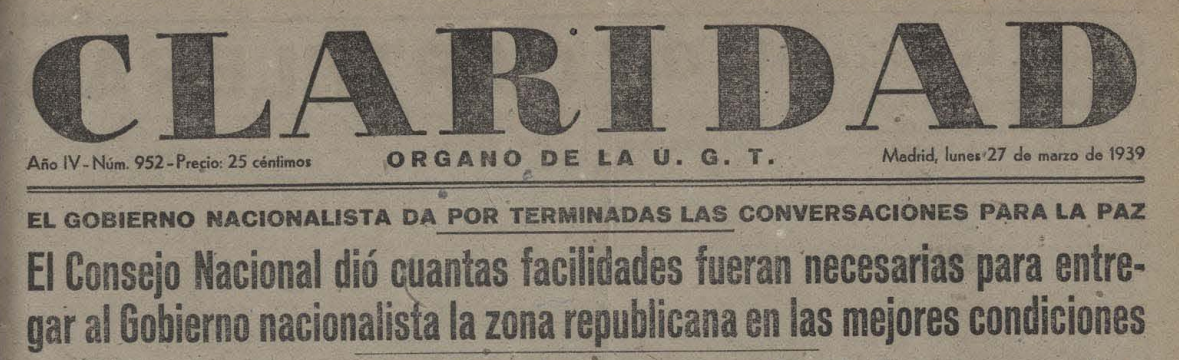 CLARIDAD
Año IV - Núm. 952 - Precio: 25 céntimos ORGANO DE LA U. G. T. Madrid, lunes 27 de marzo de 1939
EL GOBIERNO NACIONALISTA DA POR TERMINADAS LAS CONVERSACIONES PARA LA PAZ
El Consejo Nacional dió cuantas facilidades fueran necesarias para entre-
gar al Gobierno nacionalista la zona republicana en las mejores condiciones